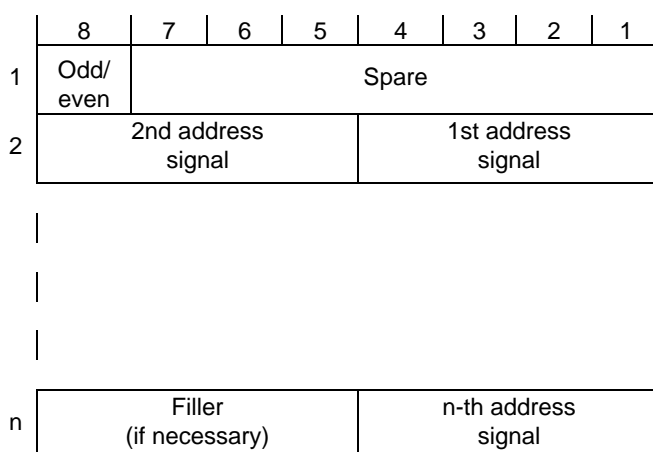 8 7 6 5 4 3 2 1
1 Odd/ Spare
even
2 2nd address 1st address
signal signal
n Filler n-th address
(if necessary) signal